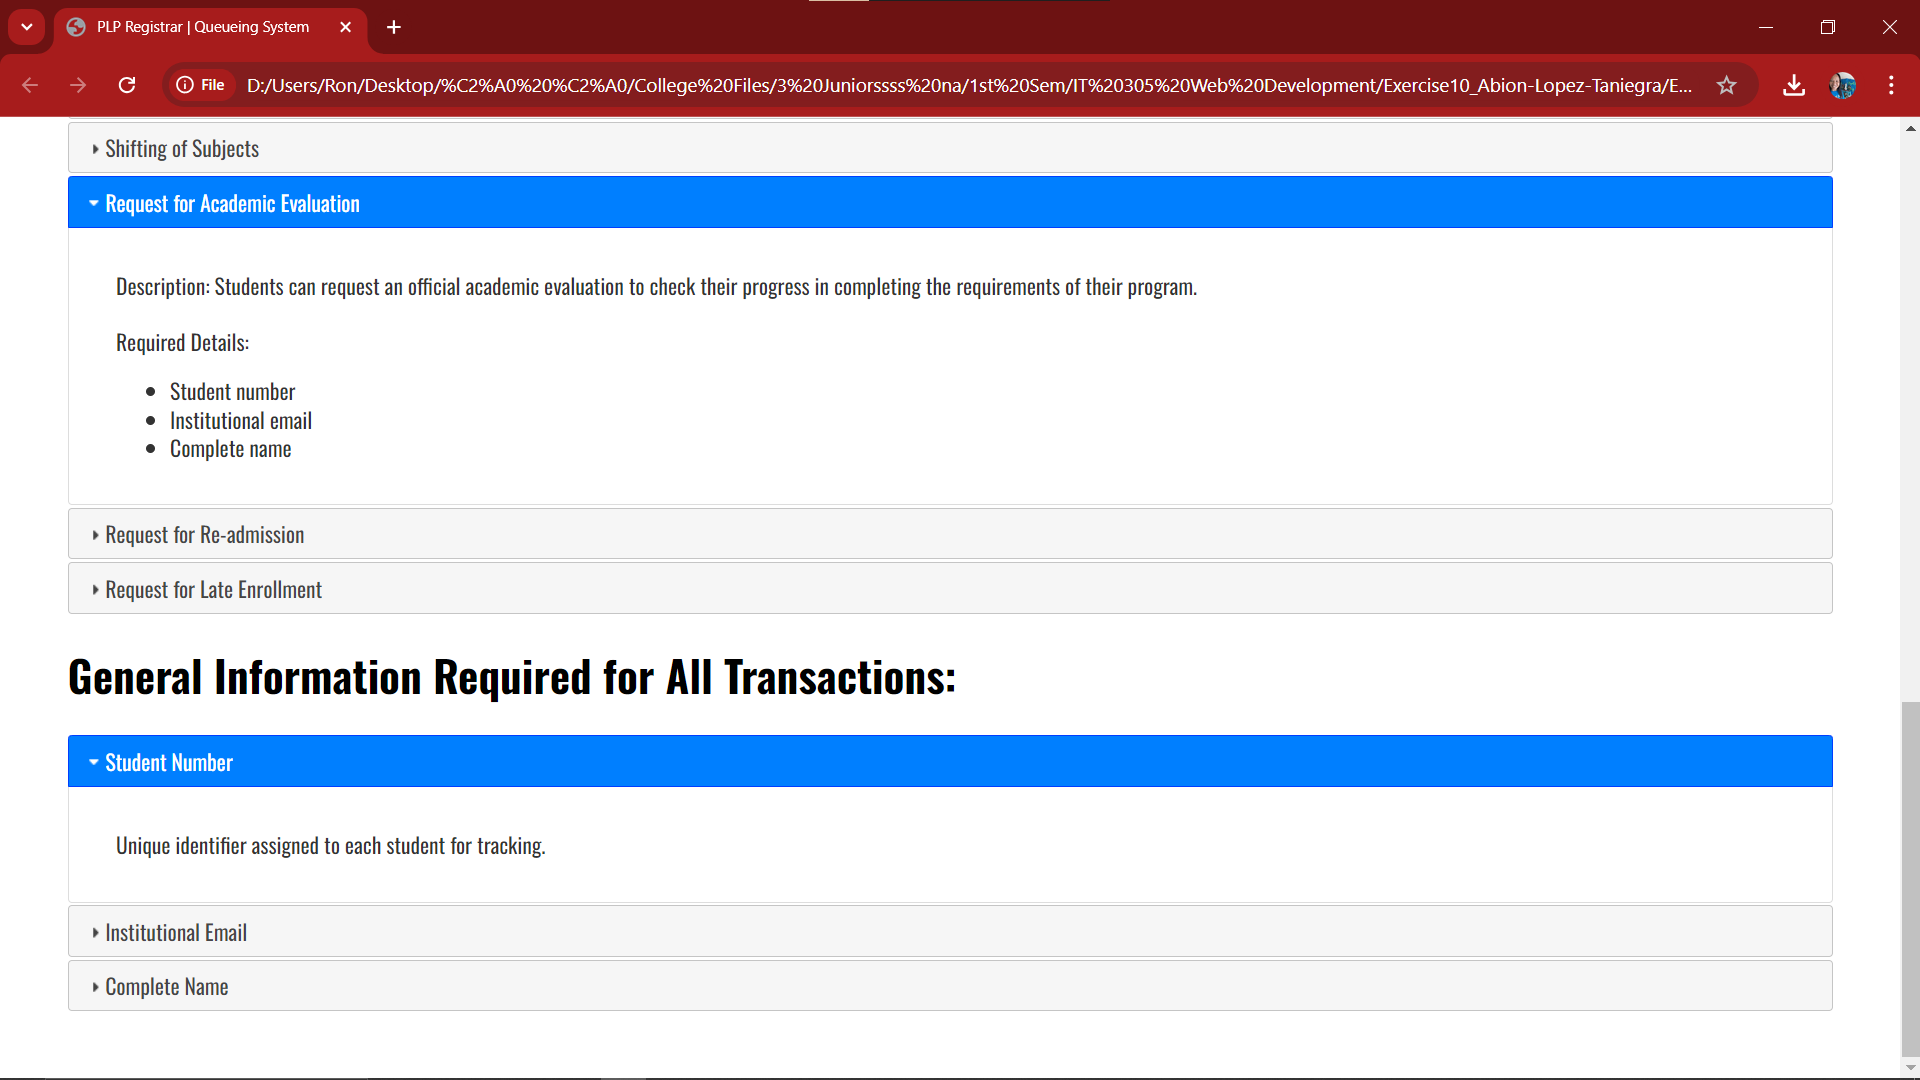 PLP Registrar | Queueing System
File
D:/Users/Ron/Desktop/%C2%A0%20%C2%A0/College%20Files/3%20Juniorssss%20na/1st%20Sem/IT%20305%20Web%20Development/Exercise10_Abion-Lopez-Taniegra/E...
Shifting of Subjects
Request for Academic Evaluation
Description: Students can request an official academic evaluation to check their progress in completing the requirements of their program.
Required Details:
Student number
Institutional email
Complete name
Request for Re-admission
Request for Late Enrollment
General Information Required for All Transactions:
Student Number
Unique identifier assigned to each student for tracking.
Institutional Email
Complete Name